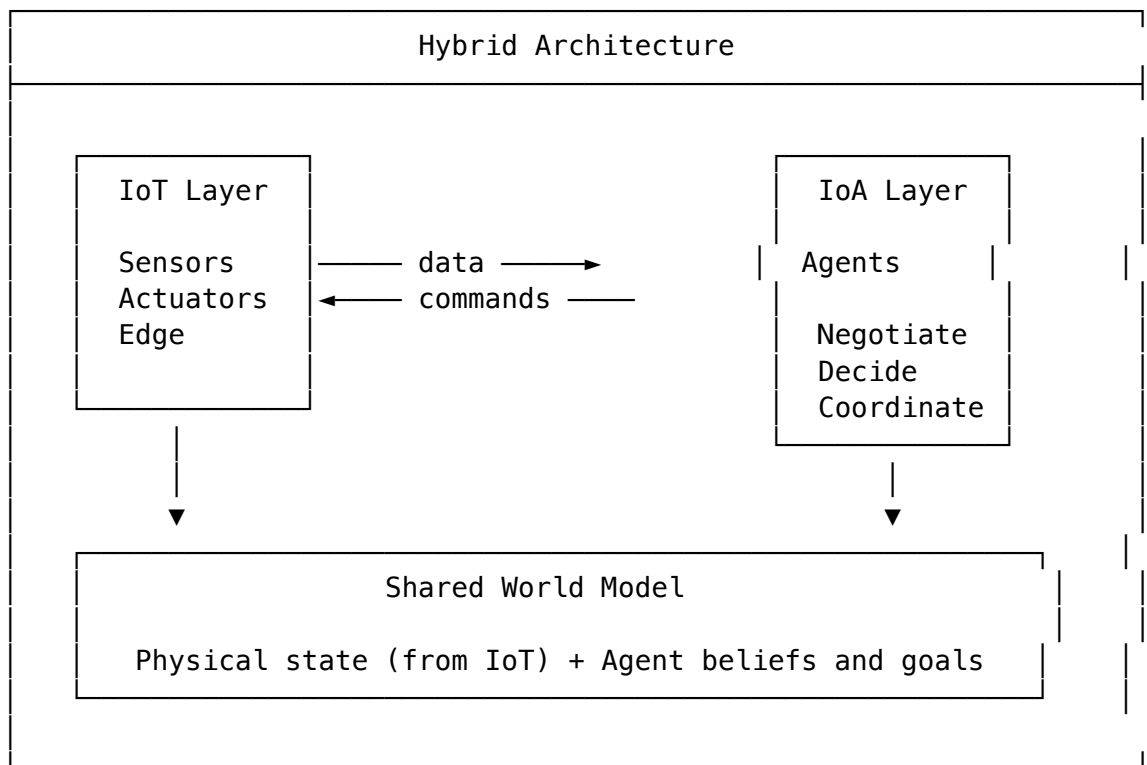 Hybrid Architecture
IoT Layer
IoA Layer
Sensors
data
Agents
Actuators
commands
Edge
Negotiate
Decide
Coordinate
Shared World Model
Physical state (from IoT) + Agent beliefs and goals